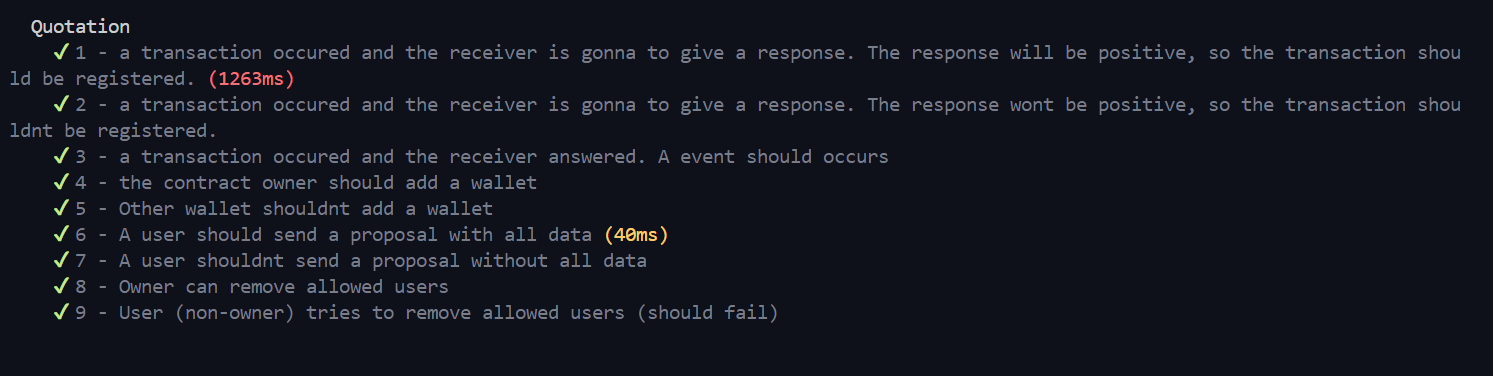 Quotation
✓ 1 - a transaction occured and the receiver is gonna to give a response. The response will be positive, so the transaction shou
ld be registered. (1263ms)
✓ 2 - a transaction occured and the receiver is gonna to give a response. The response wont be positive, so the transaction shou
ldnt be registered.
✓ 3 - a transaction occured and the receiver answered. A event should occurs
✓ 4 - the contract owner should add a wallet
✓ 5 - Other wallet shouldnt add a wallet
✓ 6 - A user should send a proposal with all data (40ms)
✓ 7 - A user shouldnt send a proposal without all data
✓ 8 - Owner can remove allowed users
✓ 9 - User (non-owner) tries to remove allowed users (should fail)